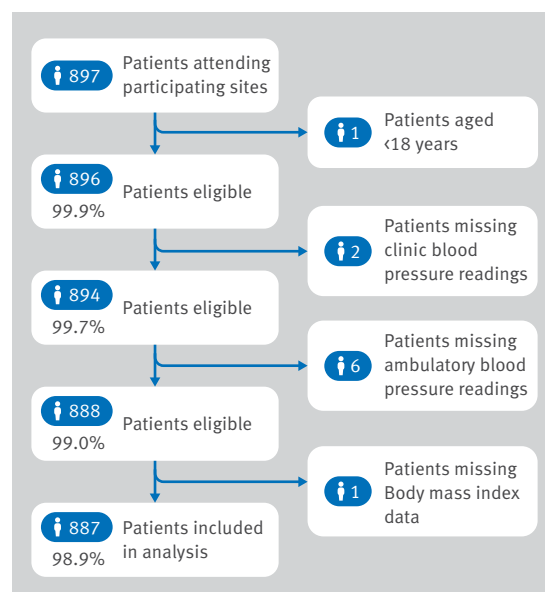 897
Patients attending
participating sites
1
Patients aged
<18 years
896
99.9%
Patients eligible
2
Patients missing
clinic blood
pressure readings
894
99.7%
Patients eligible
6
Patients missing
ambulatory blood
pressure readings
888
99.0%
Patients eligible
1
Patients missing
Body mass index
data
887
98.9%
Patients included
in analysis